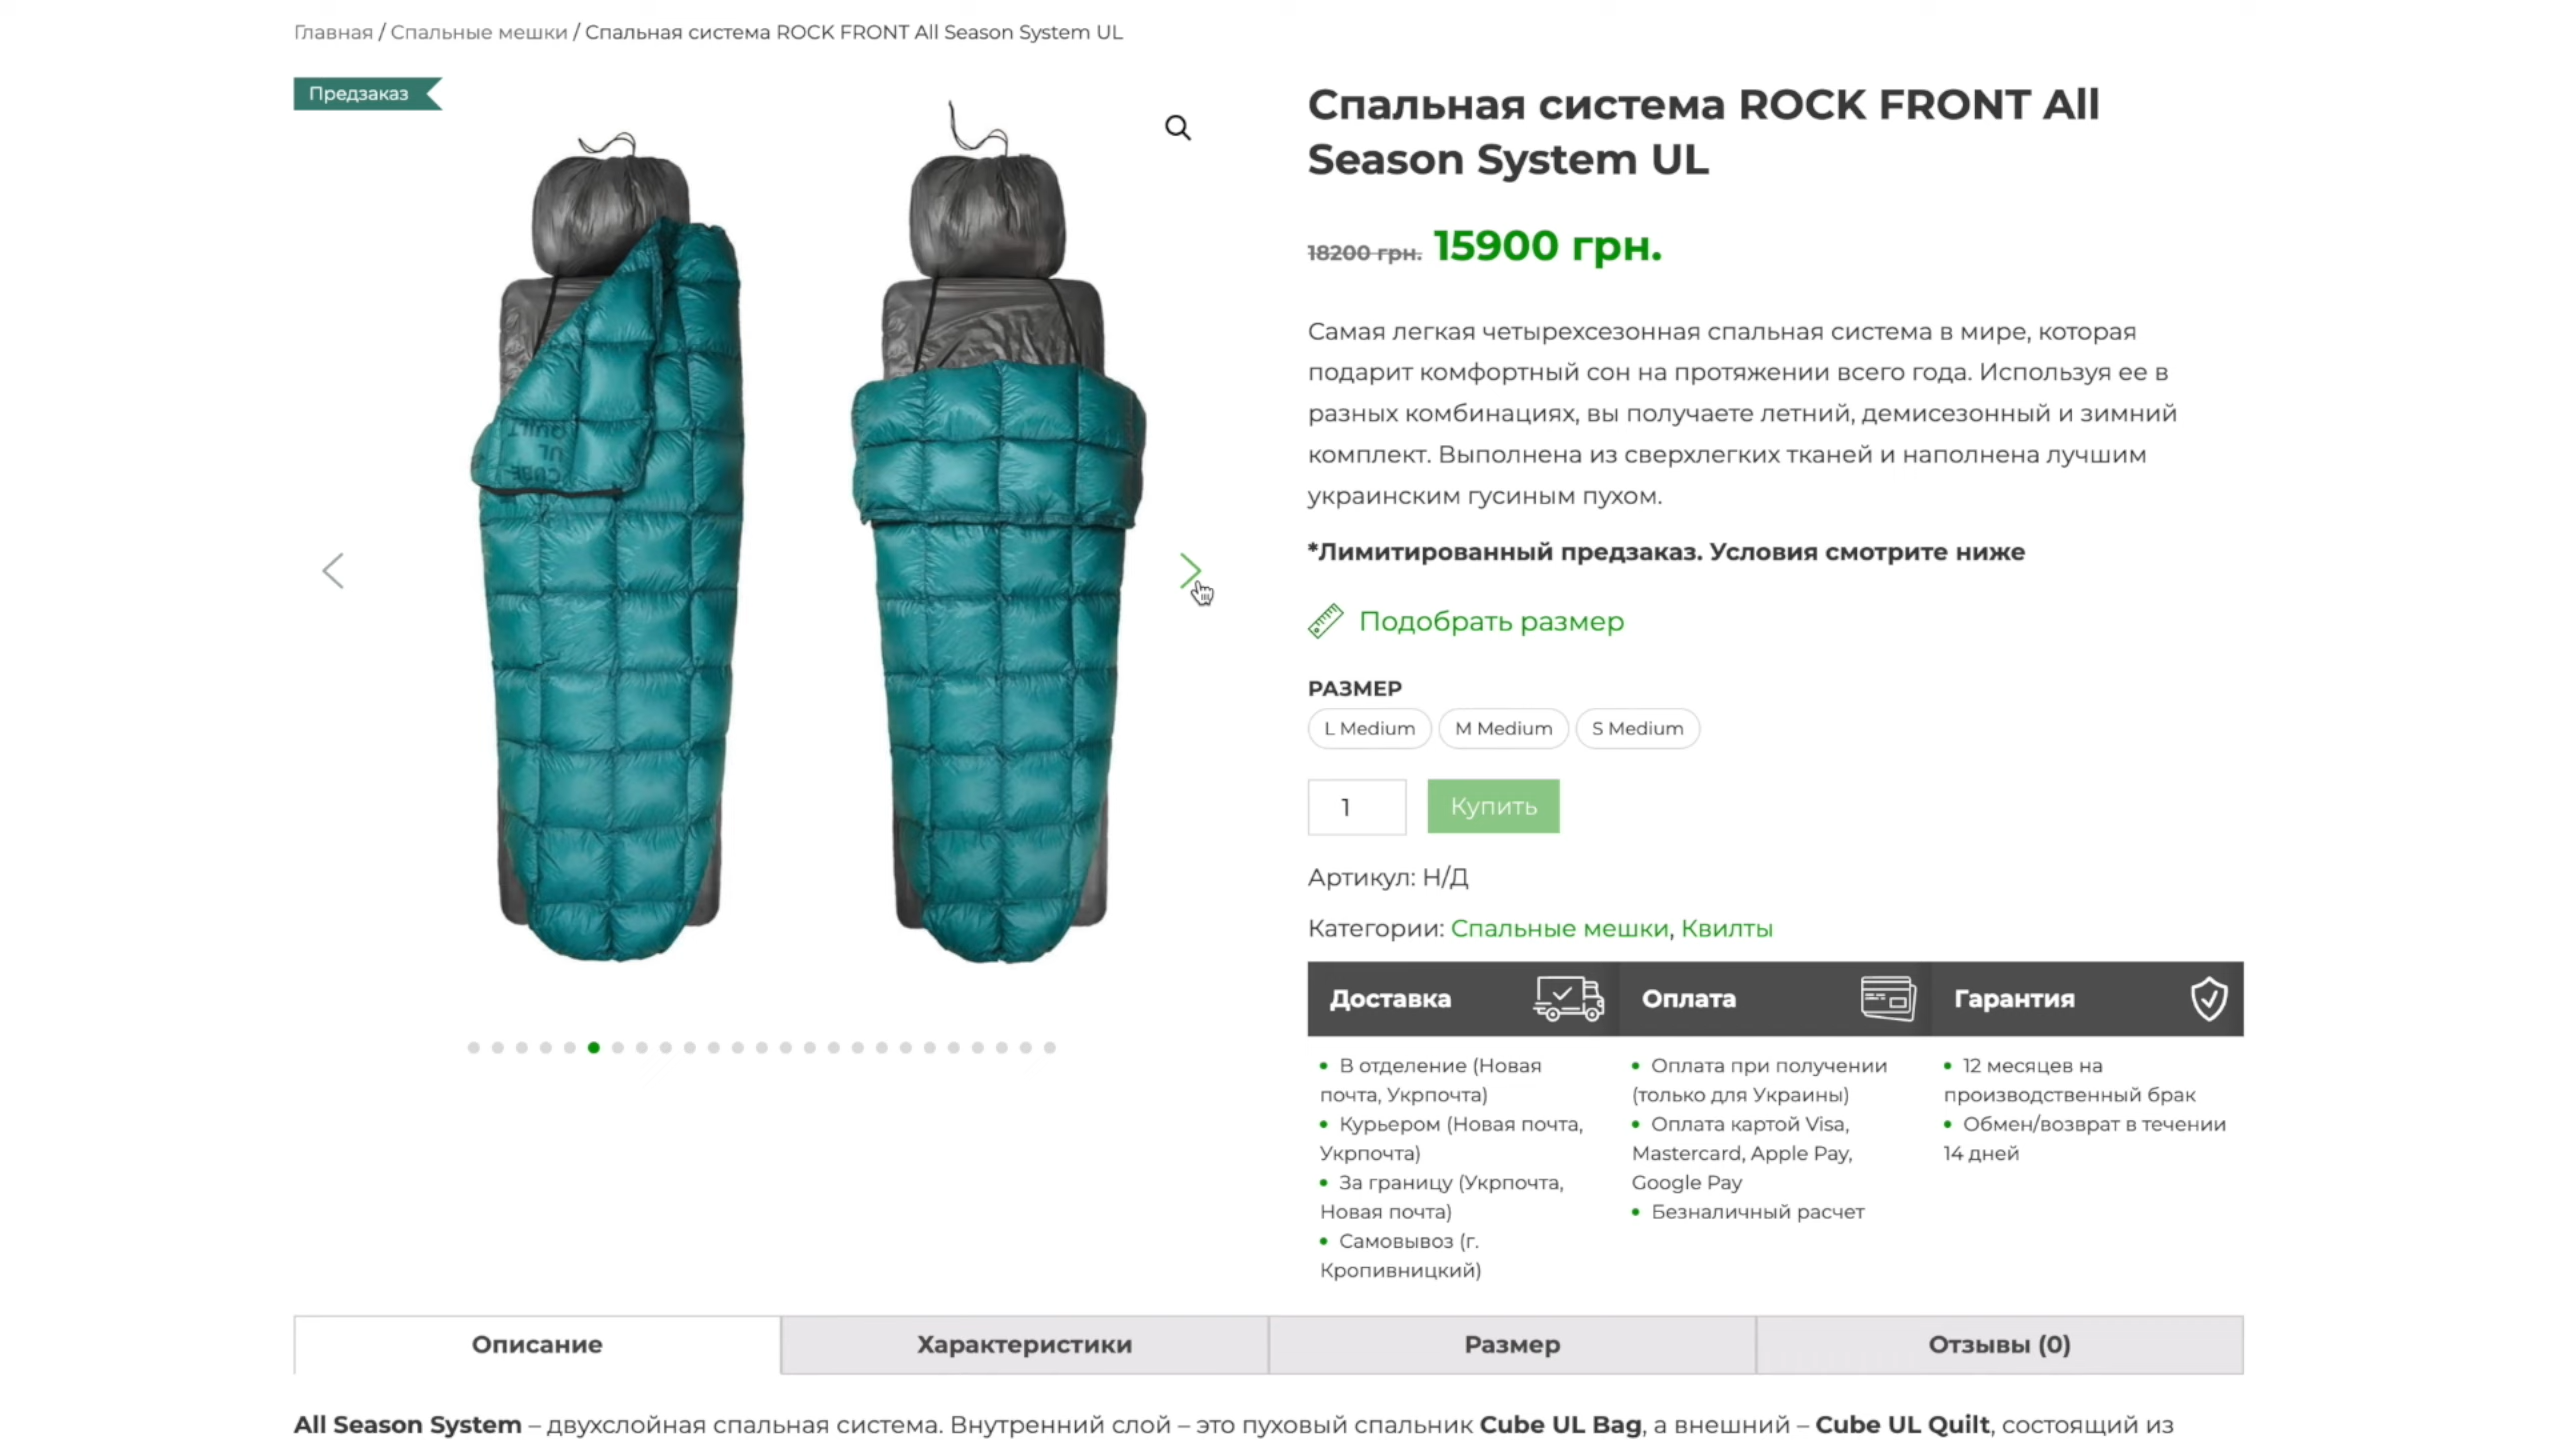 Главная / Спальные мешки / Спальная система ROCK FRONT All Season System UL
Предзаказ
Спальная система ROCK FRONT All
Season System UL
18200 грн. 15900 грн.
Самая легкая четырехсезонная спальная система в мире, которая
подарит комфортный сон на протяжении всего года. Используя ее в
разных комбинациях, вы получаете летний, демисезонный и зимний
комплект. Выполнена из сверхлегких тканей и наполнена лучшим
украинским гусиным пухом.
*Лимитированный предзаказ. Условия смотрите ниже
Подобрать размер
РАЗМЕР
L Medium M Medium S Medium
1 Купить
Артикул: Н/Д
Категории: Спальные мешки, Квилты
Доставка
• В отделение (Новая
почта, Укрпочта)
• Курьером (Новая почта,
Укрпочта)
• За границу (Укрпочта,
Новая почта)
• Самовывоз (г.
Кропивницкий)
Оплата
• Оплата при получении
(только для Украины)
• Оплата картой Visa,
Mastercard, Apple Pay,
Google Pay
• Безналичный расчет
Гарантия
• 12 месяцев на
производственный брак
• Обмен/возврат в течении
14 дней
Описание Характеристики Размер Отзывы (0)
All Season System – двухслойная спальная система. Внутренний слой – это пуховый спальник Cube UL Bag, а внешний – Cube UL Quilt, состоящий из